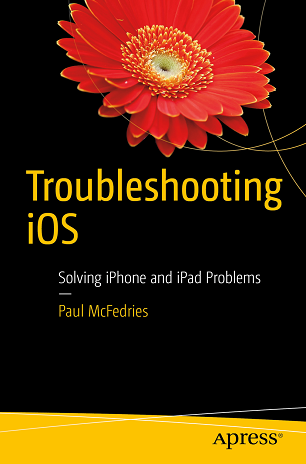 Troubleshooting
iOS
Solving iPhone and iPad Problems
—
Paul McFedries
Apress®